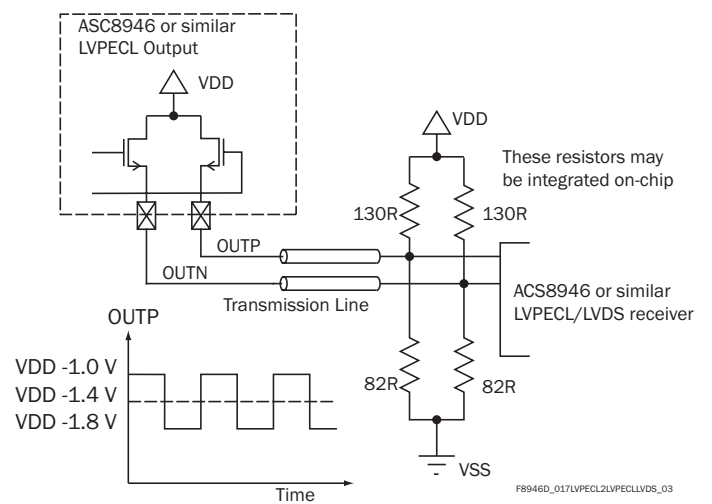 ASC8946 or similar
LVPECL Output
VDD
VDD
These resistors may
be integrated on-chip
130R
130R
OUTP
OUTN
Transmission Line
ACS8946 or similar
LVPECL/LVDS receiver
OUTP
VDD -1.0 V
VDD -1.4 V
VDD -1.8 V
82R
82R
VSS
Time
F8946D_017LVPECL2LVPECLLVDS_03